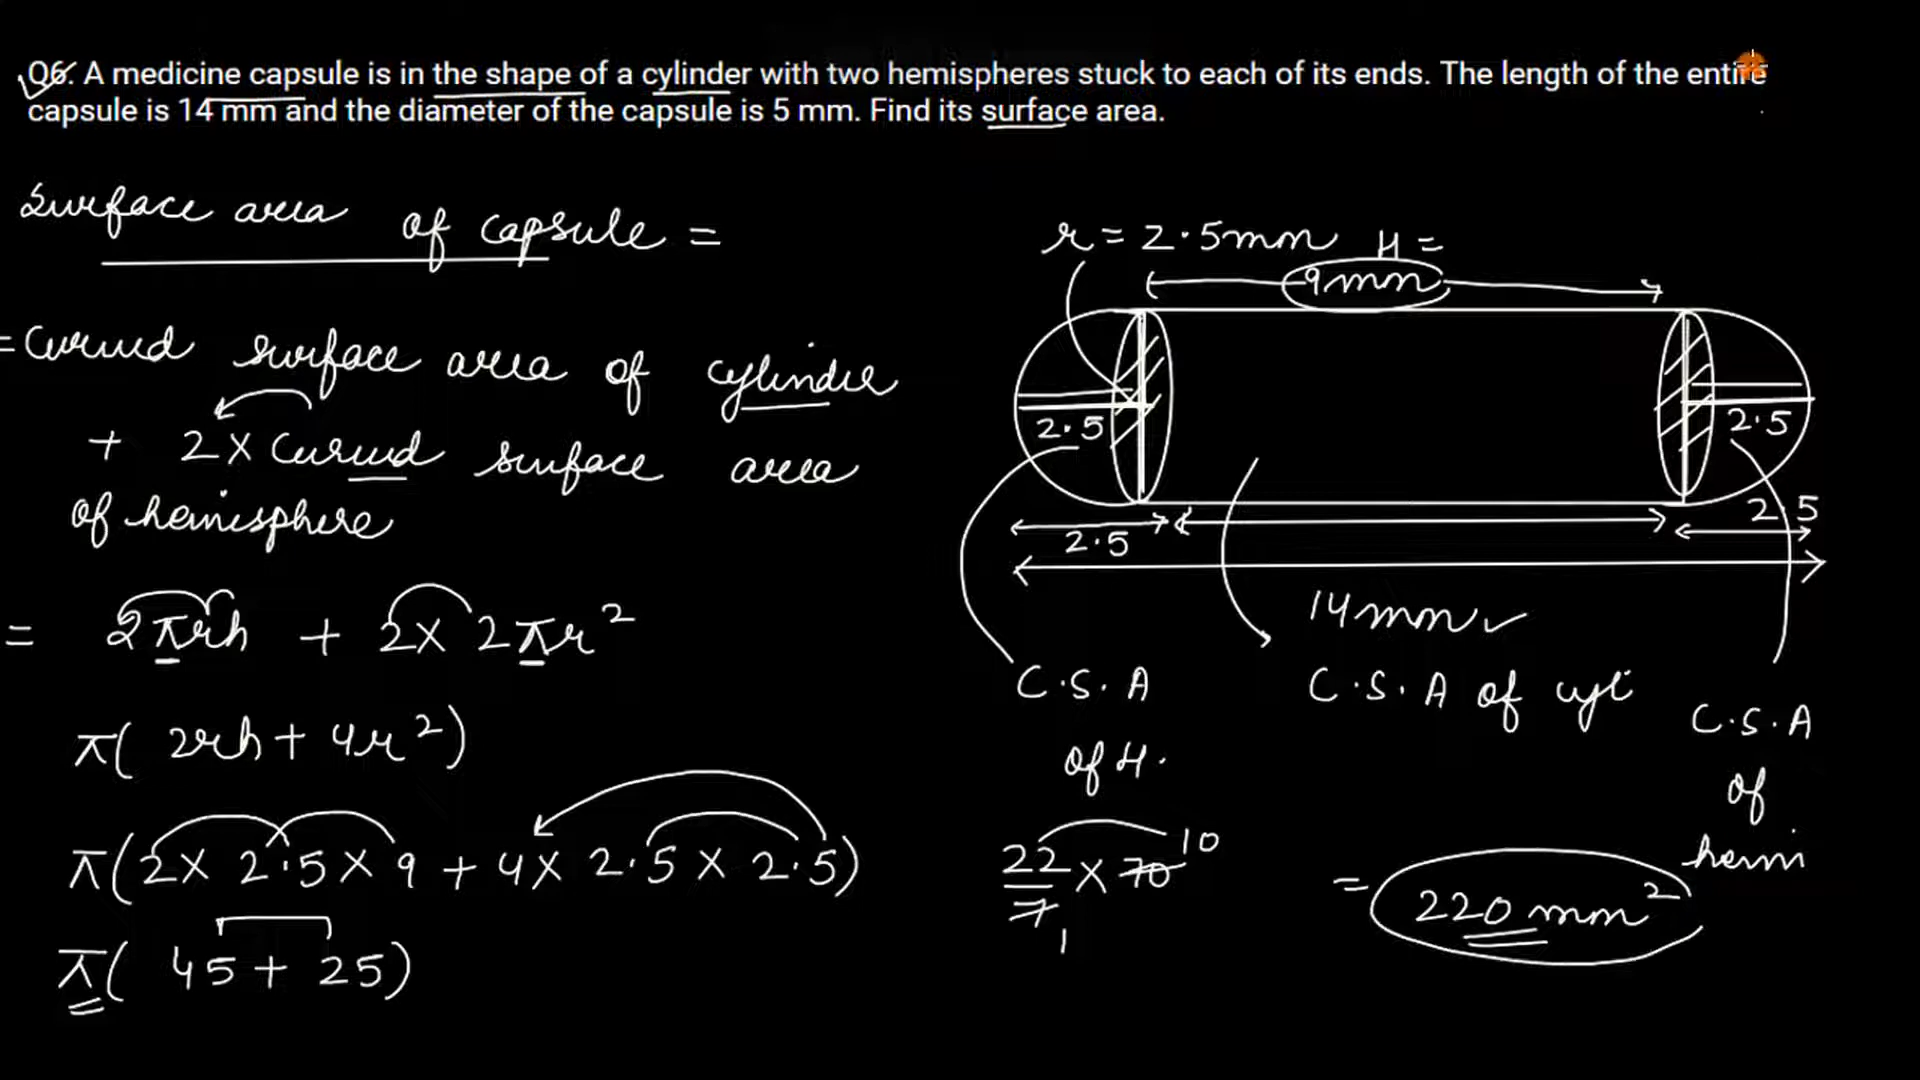 Q6. A medicine capsule is in the shape of a cylinder with two hemispheres stuck to each of its ends. The length of the entire
capsule is 14 mm and the diameter of the capsule is 5 mm. Find its surface area.
Surface area of capsule =
= Curved surface area of cylinder
+ 2 × Curved surface area
of hemisphere
= 2πrh + 2× 2πr²
π( 2rh + 4r²)
π(2× 2.5× 9 + 4× 2.5× 2.5)
π( 45 + 25)
r = 2.5mm H =
9mm
2.5
2.5
2.5
2.5
14mm
C.S.A
of H.
C.S.A of cyl
C.S.A
of
hemi
22/7 × 70 10
1
= 220 mm²